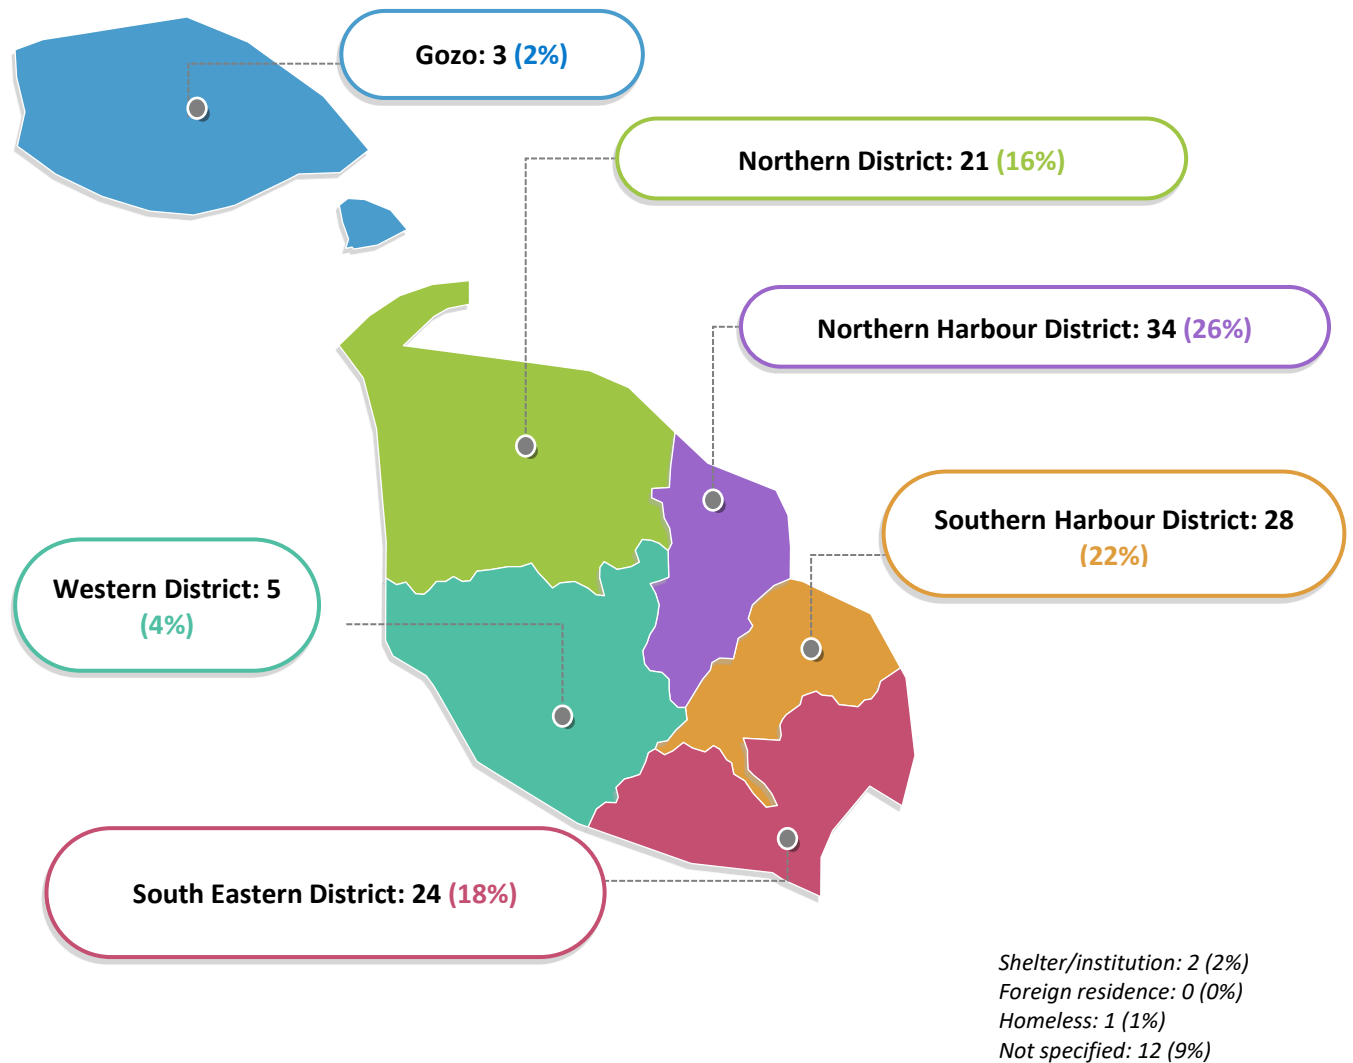 Gozo: 3 (2%)
Northern District: 21 (16%)
Northern Harbour District: 34 (26%)
Southern Harbour District: 28
(22%)
Western District: 5
(4%)
South Eastern District: 24 (18%)
Shelter/institution: 2 (2%)
Foreign residence: 0 (0%)
Homeless: 1 (1%)
Not specified: 12 (9%)